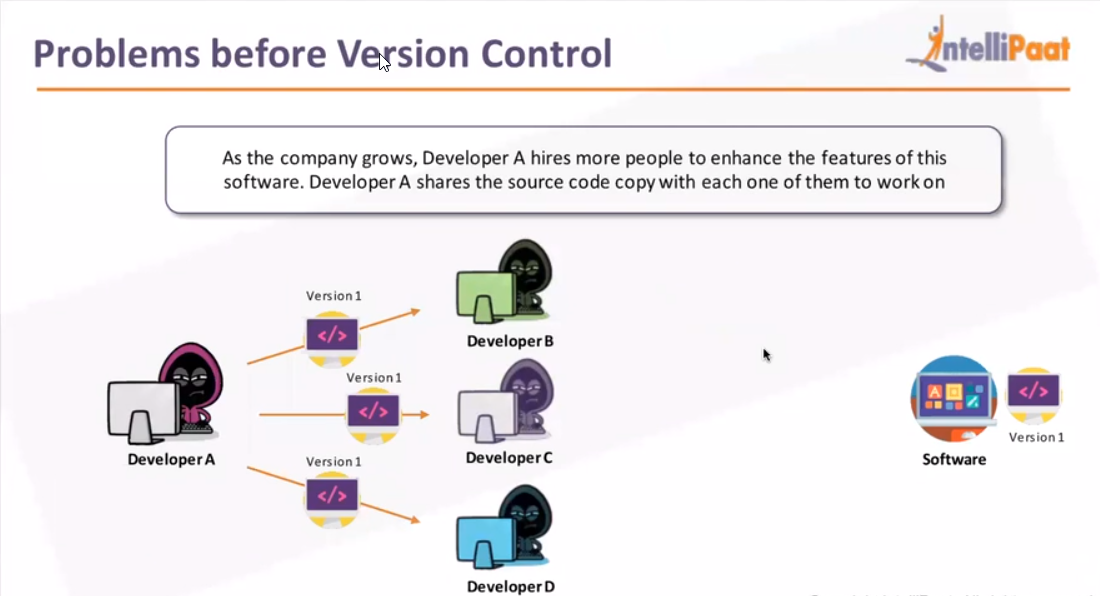 Problems before Version Control
IntelliPaat
As the company grows, Developer A hires more people to enhance the features of this
software. Developer A shares the source code copy with each one of them to work on
Version 1
</>
Developer B
Version 1
</>
Developer A
Developer C
Version 1
</>
Developer D
A
</>
Version 1
Software